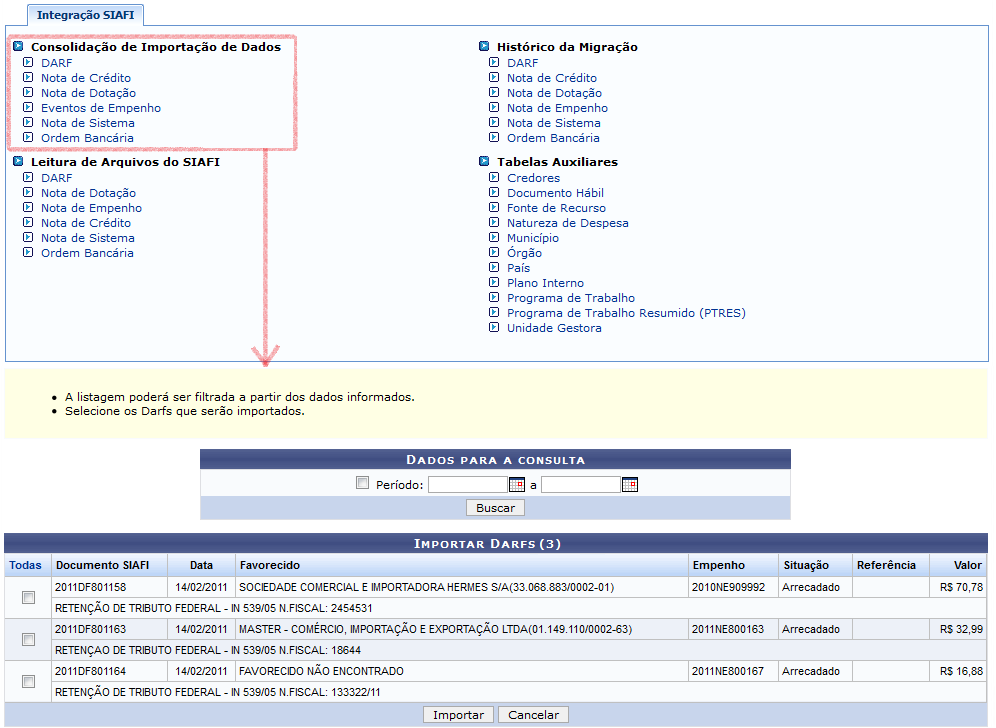 Integração SIAFI
Consolidação de Importação de Dados
DARF
Nota de Crédito
Nota de Dotação
Eventos de Empenho
Nota de Sistema
Ordem Bancária
Leitura de Arquivos do SIAFI
DARF
Nota de Dotação
Nota de Empenho
Nota de Crédito
Nota de Sistema
Ordem Bancária
Histórico da Migração
DARF
Nota de Crédito
Nota de Dotação
Nota de Empenho
Nota de Sistema
Ordem Bancária
Tabelas Auxiliares
Credores
Documento Hábil
Fonte de Recurso
Natureza de Despesa
Município
Órgão
País
Plano Interno
Programa de Trabalho
Programa de Trabalho Resumido (PTRES)
Unidade Gestora
A listagem poderá ser filtrada a partir dos dados informados.
Selecione os Darfs que serão importados.
Dados para a consulta
Período: a
Buscar
Importar Darfs (3)
Todas Documento SIAFI Data Favorecido Empenho Situação Referência Valor
2011DF801158 14/02/2011 SOCIEDADE COMERCIAL E IMPORTADORA HERMES S/A(33.068.883/0002-01) 2010NE909992 Arrecadado R$ 70,78
RETENÇÃO DE TRIBUTO FEDERAL - IN 539/05 N.FISCAL: 2454531
2011DF801163 14/02/2011 MASTER - COMÉRCIO, IMPORTAÇÃO E EXPORTAÇÃO LTDA(01.149.110/0002-63) 2011NE800163 Arrecadado R$ 32,99
RETENÇAO DE TRIBUTO FEDERAL - IN 539/05 N.FISCAL: 18644
2011DF801164 14/02/2011 FAVORECIDO NÃO ENCONTRADO 2011NE800167 Arrecadado R$ 16,88
RETENÇÃO DE TRIBUTO FEDERAL - IN 539/05 N.FISCAL: 133322/11
Importar Cancelar